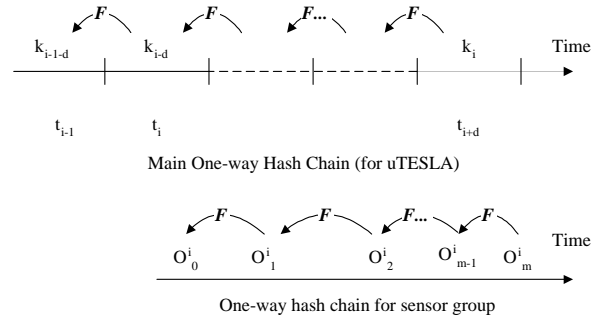 F F F... F
k_{i-1-d} k_{i-d} k_i Time
t_{i-1} t_i t_{i+d}
Main One-way Hash Chain (for uTESLA)
F F F... F
Time
O^i_0 O^i_1 O^i_2 O^i_{m-1} O^i_m
One-way hash chain for sensor group